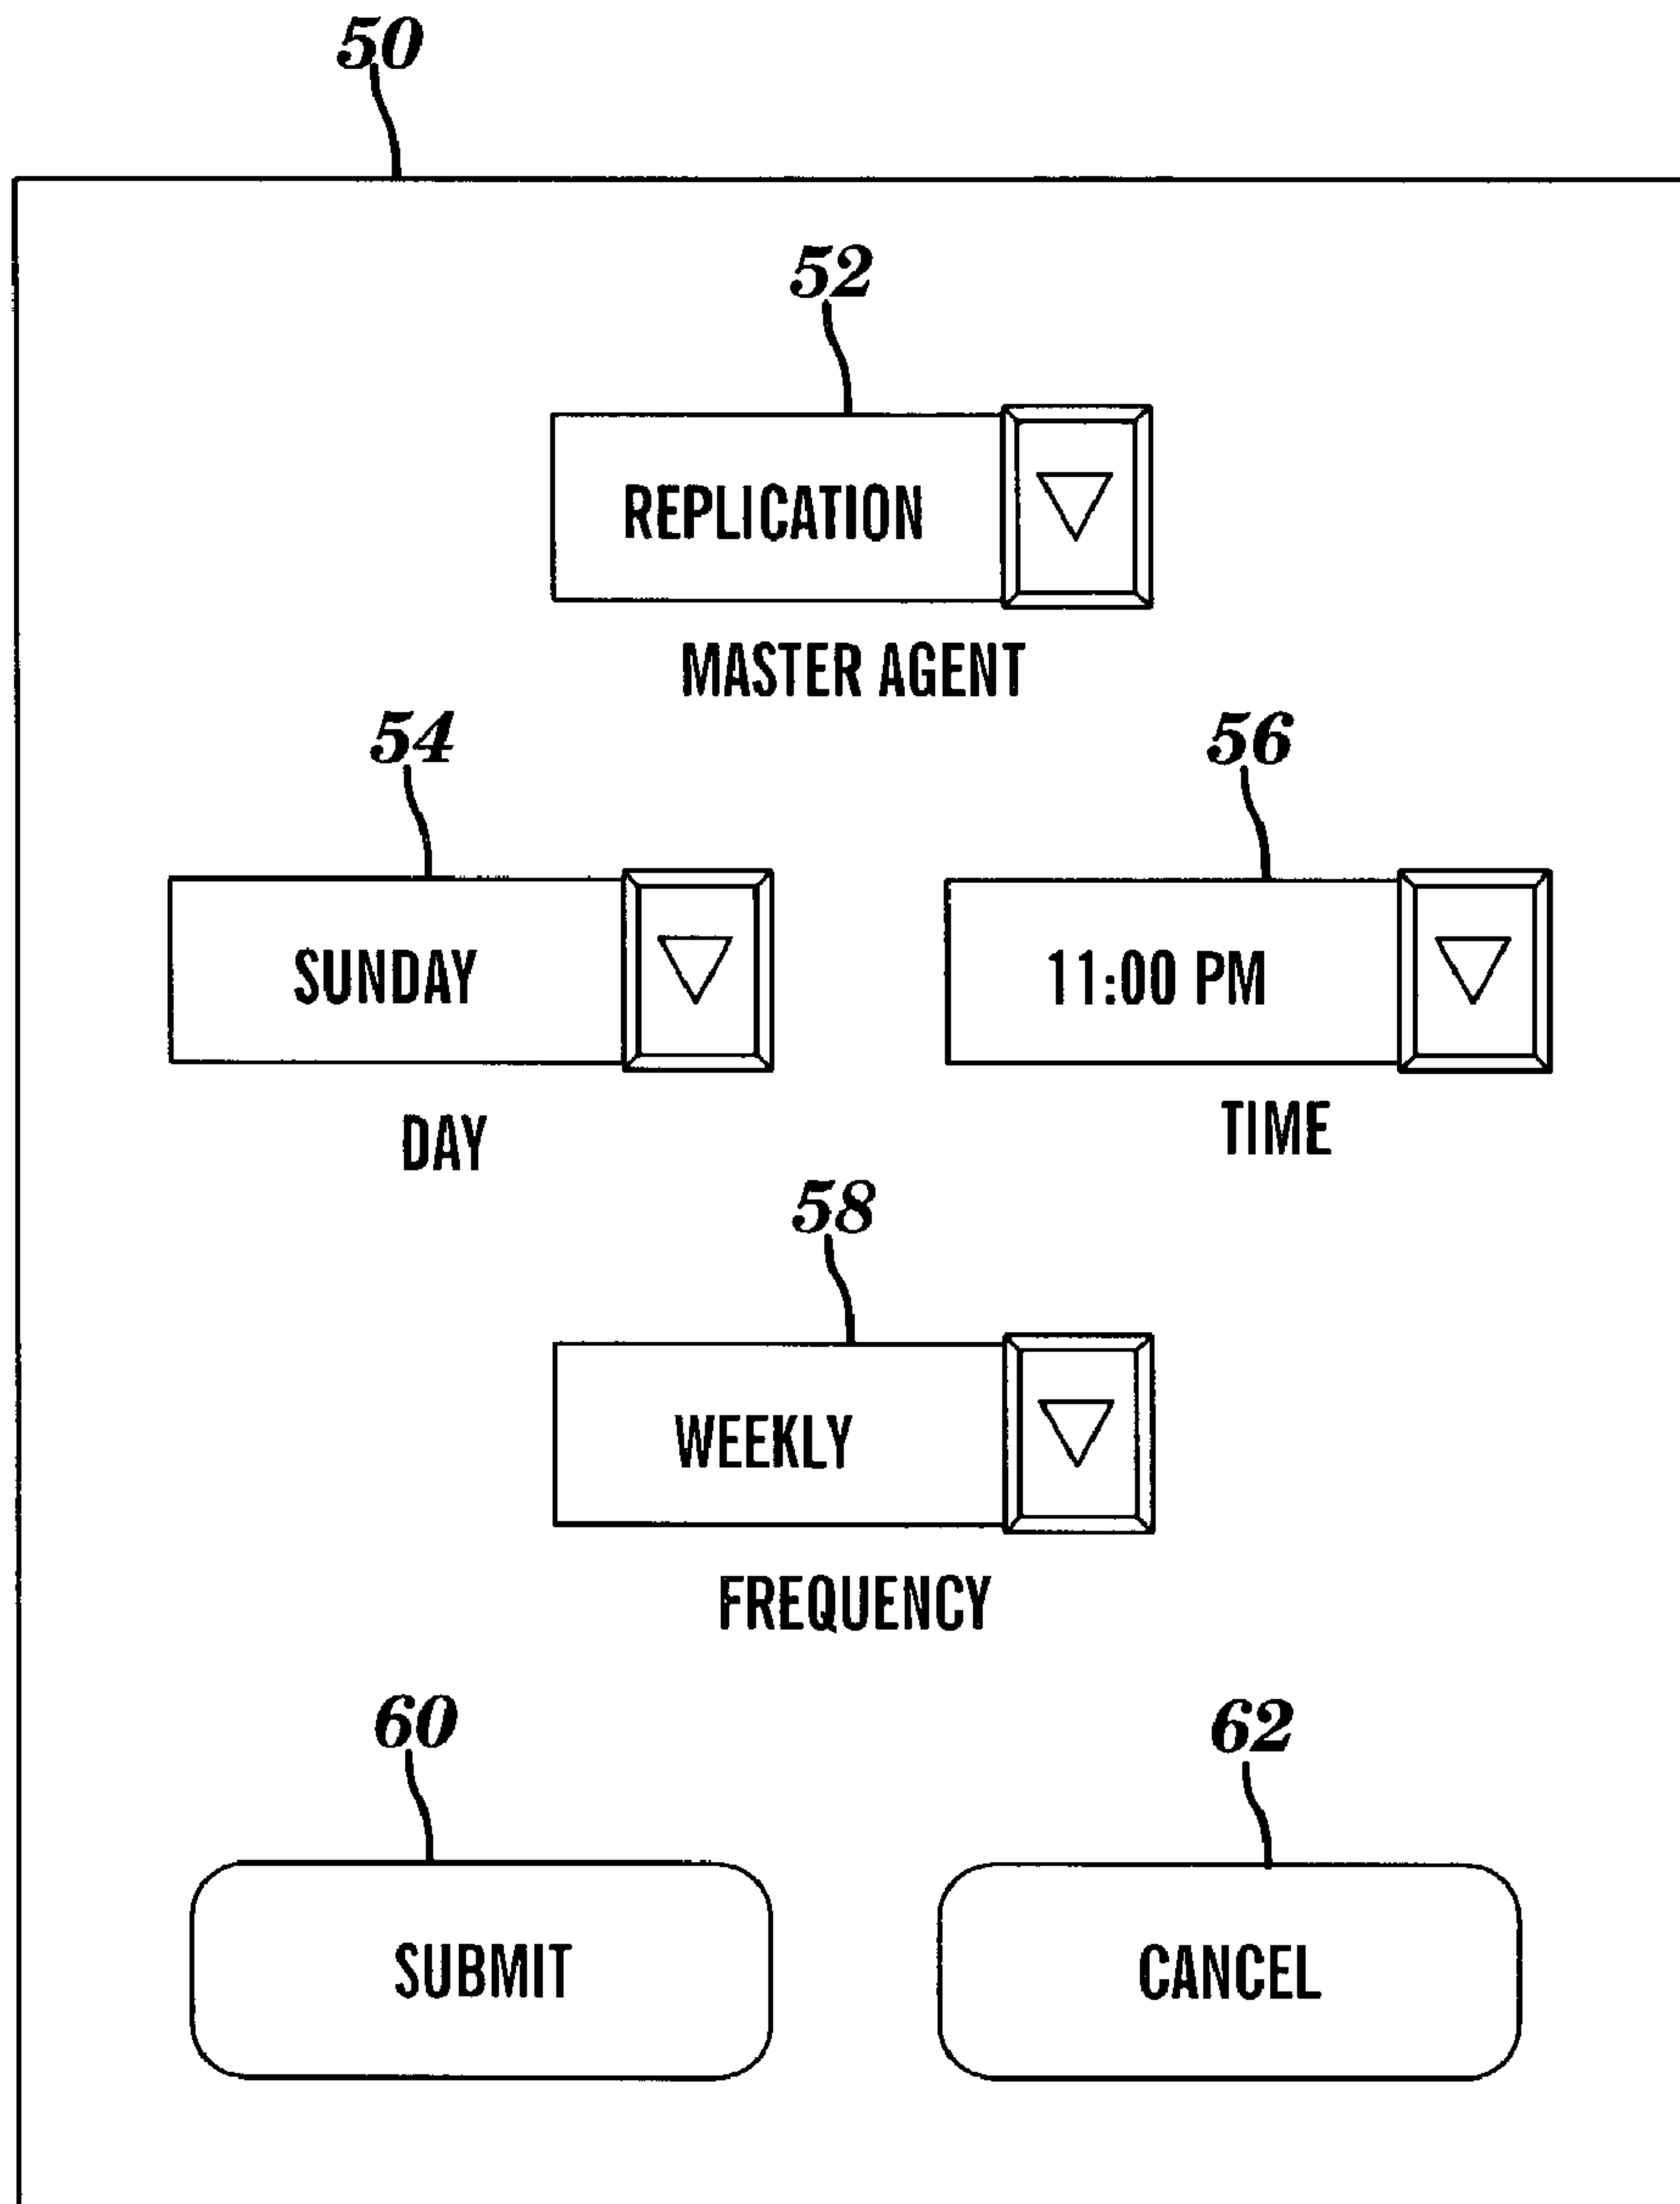 50
52
REPLICATION
MASTER AGENT
54 56
SUNDAY 11:00 PM
DAY TIME
58
WEEKLY
FREQUENCY
60 62
SUBMIT CANCEL